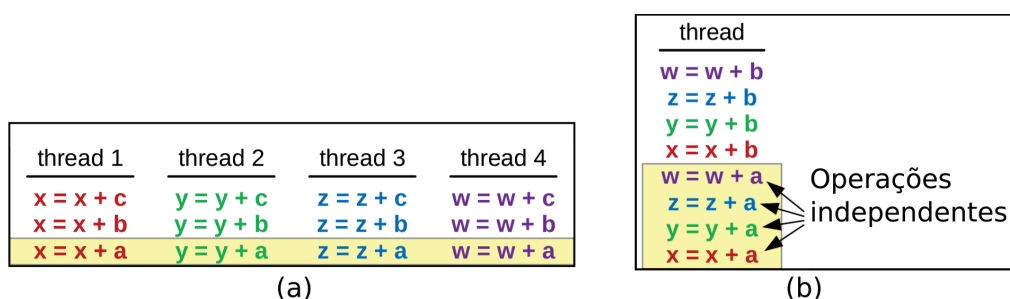 thread 1 thread 2 thread 3 thread 4
x = x + c y = y + c z = z + c w = w + c
x = x + b y = y + b z = z + b w = w + b
x = x + a y = y + a z = z + a w = w + a
(a)
thread
w = w + b
z = z + b
y = y + b
x = x + b
w = w + a
z = z + a
y = y + a
x = x + a
Operações
independentes
(b)